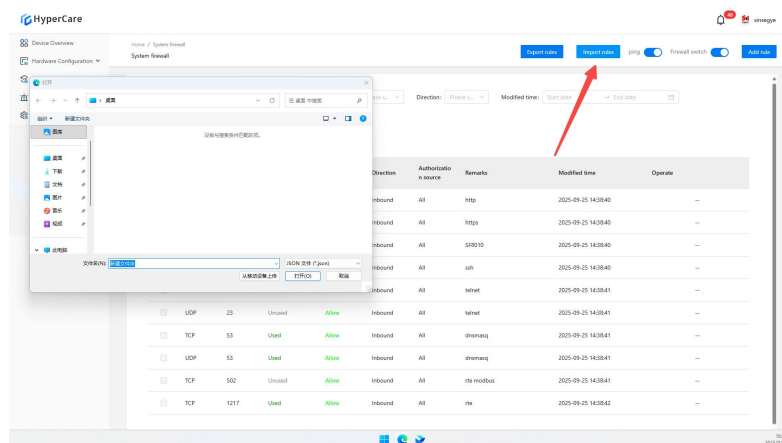 HyperCare
48
sinsegye
Device Overview
Hardware Configuration
Home / System firewall
System firewall
Export rules
Import rules
ping
Firewall switch
Add rule
打开
桌面
在 桌面 中搜索
组织
新建文件夹
图库
没有与搜索条件匹配的项。
桌面
下载
文档
图片
音乐
视频
此电脑
文件名(N):
新建文件夹
JSON 文件 (*.json)
从移动设备上传
打开(O)
取消
Direction:
Please s...
Modified time:
Start date
End date
Direction
Authorizatio
n source
Remarks
Modified time
Operate
Inbound All http 2025-09-25 14:38:40 --
Inbound All https 2025-09-25 14:38:40 --
Inbound All SF8010 2025-09-25 14:38:40 --
Inbound All ssh 2025-09-25 14:38:40 --
Inbound All telnet 2025-09-25 14:38:41 --
UDP 23 Unused Allow Inbound All telnet 2025-09-25 14:38:41 --
TCP 53 Used Allow Inbound All dnsmasq 2025-09-25 14:38:41 --
UDP 53 Used Allow Inbound All dnsmasq 2025-09-25 14:38:41 --
TCP 502 Unused Allow Inbound All rte modbus 2025-09-25 14:38:41 --
TCP 1217 Used Allow Inbound All rte 2025-09-25 14:38:42 --